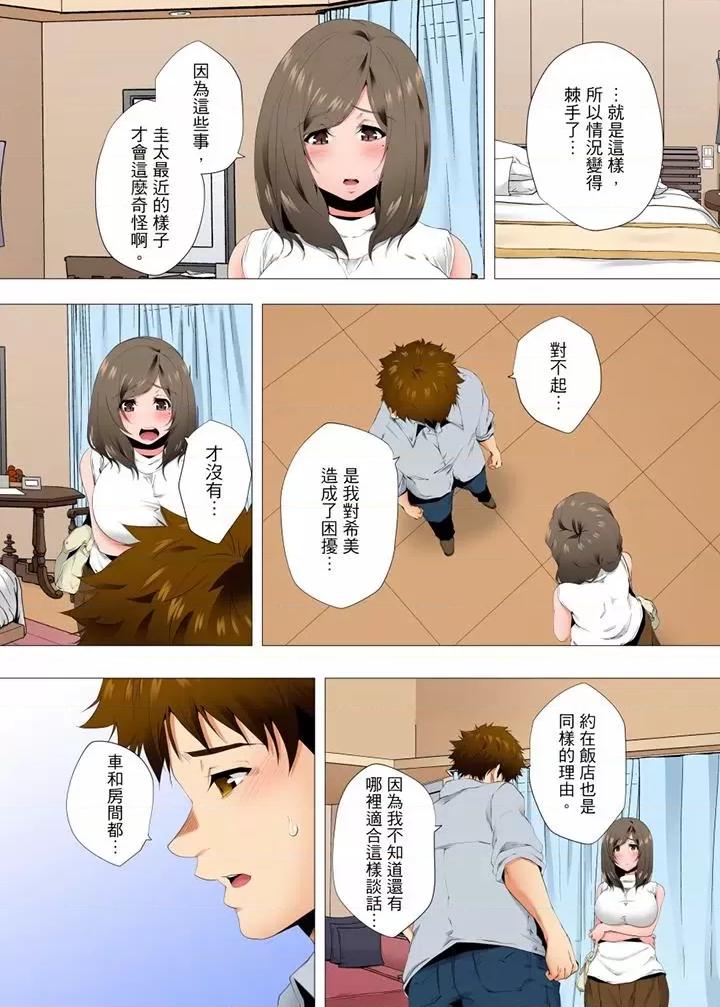 …就是這樣，
所以情況變得
棘手了…
因為這些事，
圭太最近的樣子
才會這麼奇怪啊。
對不起…
是我對希美
造成了困擾…
才沒有…
約在飯店也是
同樣的理由。
因為我不知道還有
哪裡適合這樣談話…
車和房間都…